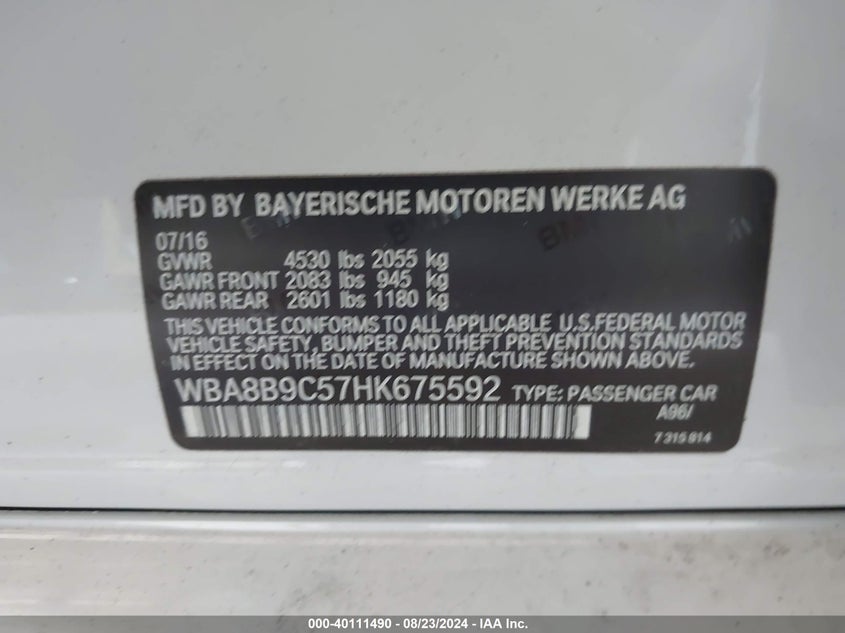 MFD BY BAYERISCHE MOTOREN WERKE AG
07/16
GVWR 4530 lbs 2055 kg
GAWR FRONT 2083 lbs 945 kg
GAWR REAR 2601 lbs 1180 kg
THIS VEHICLE CONFORMS TO ALL APPLICABLE U.S.FEDERAL MOTOR
VEHICLE SAFETY, BUMPER AND THEFT PREVENTION STANDARDS
IN EFFECT ON THE DATE OF MANUFACTURE SHOWN ABOVE.
WBA8B9C57HK675592 TYPE: PASSENGER CAR
A96/
7315814
000-40111490 - 08/23/2024 - IAA Inc.